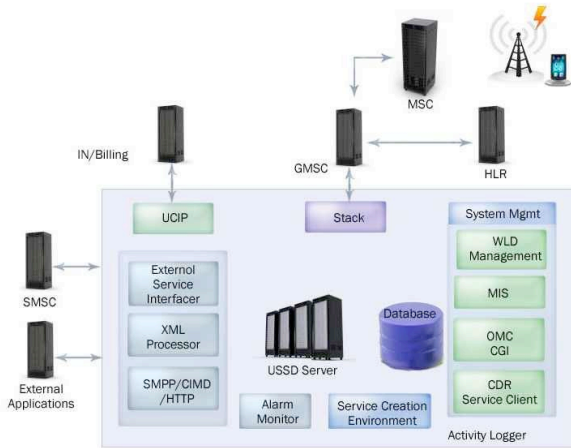 MSC
IN/Billing
GMSC
HLR
UCIP
Stack
System Mgmt
WLD
Management
SMSC
External
Service
Interfacer
MIS
Database
XML
Processor
OMC
CGI
USSD Server
External
Applications
SMPP/CIMD
/HTTP
CDR
Service Client
Alarm
Monitor
Service Creation
Environment
Activity Logger